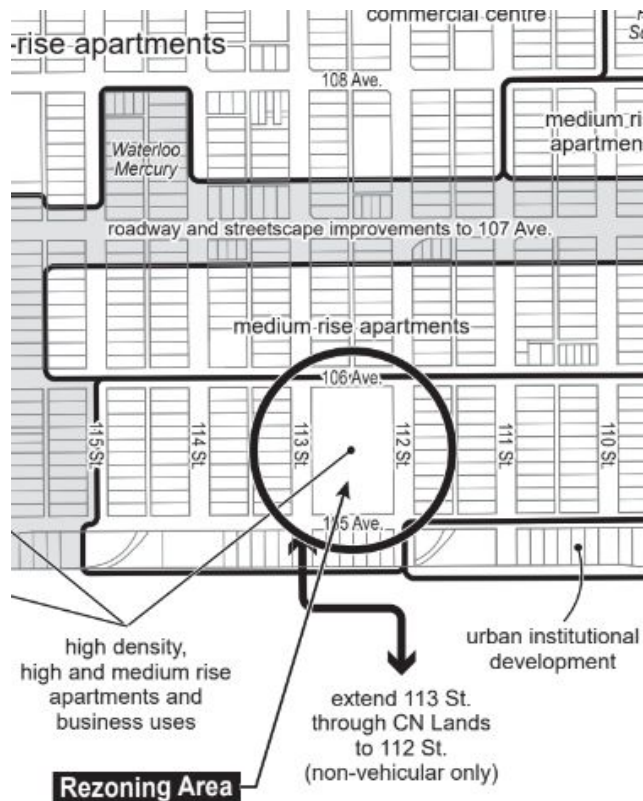 commercial centre
-rise apartments
108 Ave.
medium ri
apartmen
Waterloo
Mercury
roadway and streetscape improvements to 107 Ave.
medium rise apartments
106 Ave.
115 St.
114 St.
113 St.
112 St.
111 St.
110 St.
105 Ave.
high density,
high and medium rise
apartments and
business uses
urban institutional
development
extend 113 St.
through CN Lands
to 112 St.
(non-vehicular only)
Rezoning Area